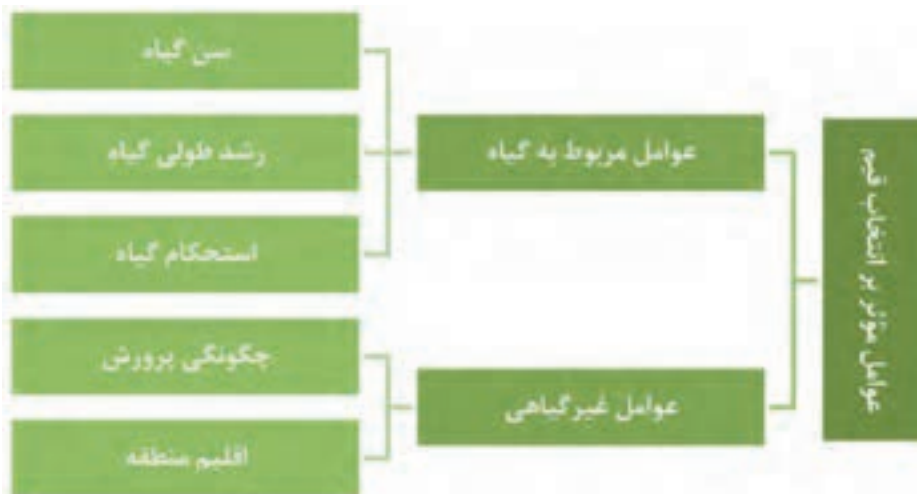 عوامل مؤثر بر انتخاب قیم
عوامل مربوط به گیاه
سن گیاه
رشد طولی گیاه
استحکام گیاه
عوامل غیرگیاهی
چگونگی پرورش
اقلیم منطقه